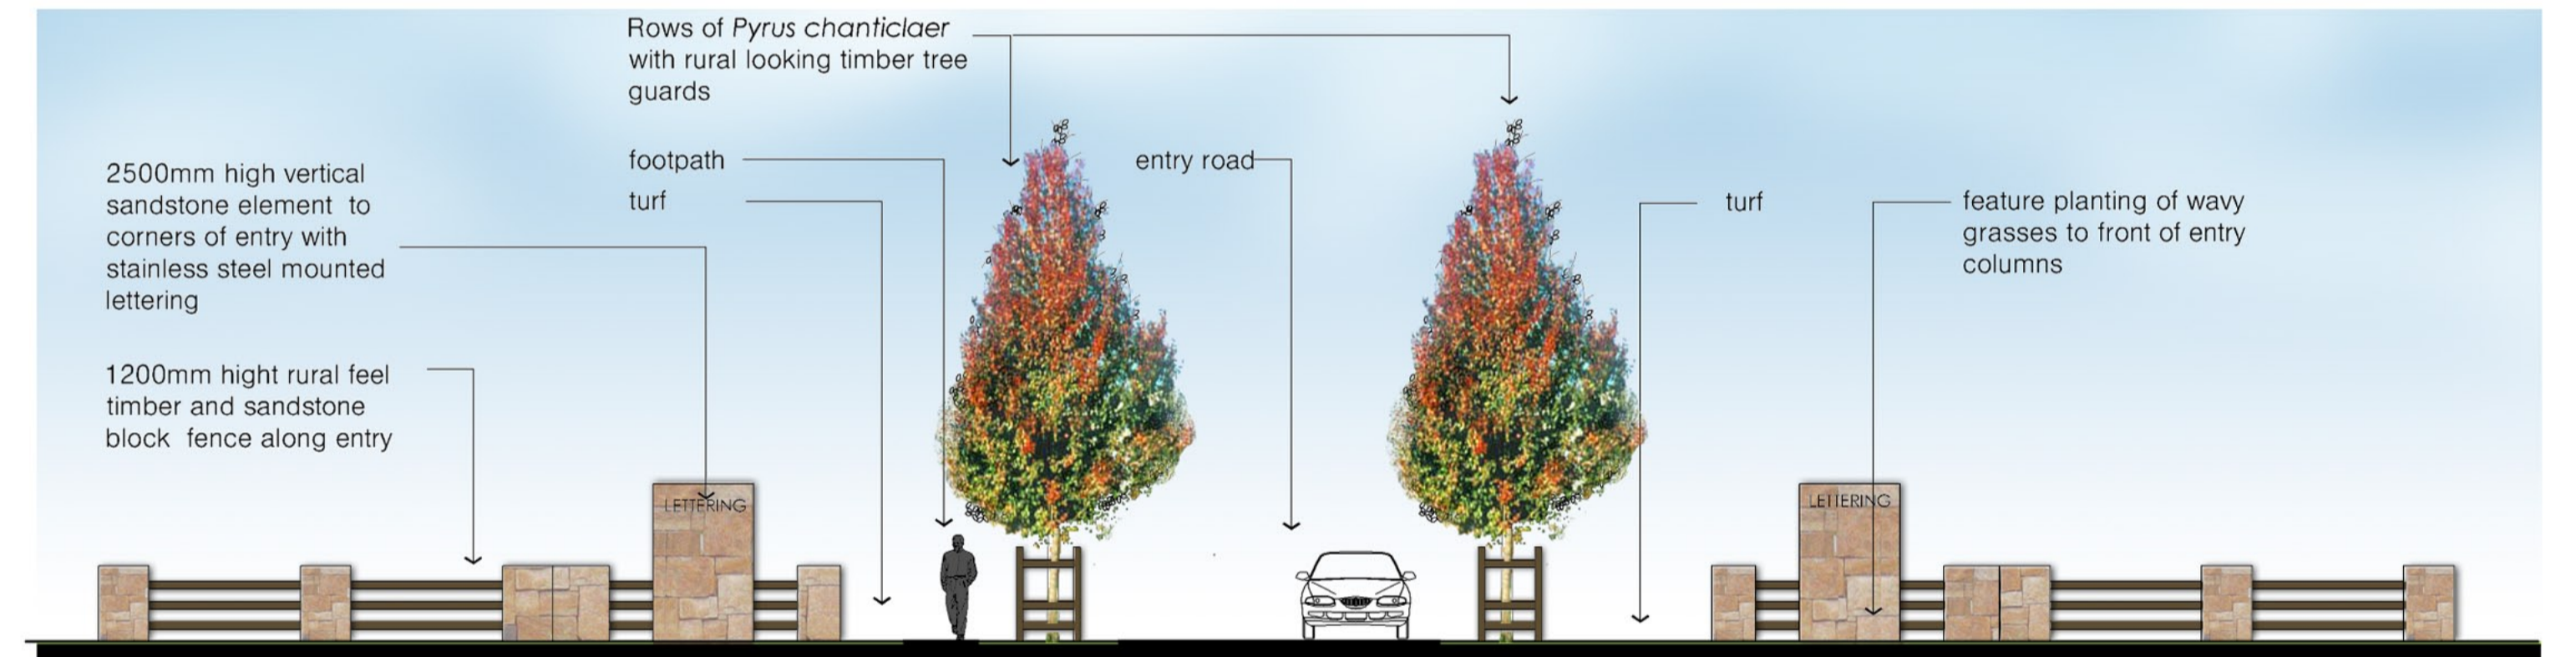 Rows of Pyrus chanticlaer
with rural looking timber tree
guards
2500mm high vertical
sandstone element to
corners of entry with
stainless steel mounted
lettering
footpath
turf
entry road
turf
feature planting of wavy
grasses to front of entry
columns
1200mm hight rural feel
timber and sandstone
block fence along entry
LETTERING
LETTERING